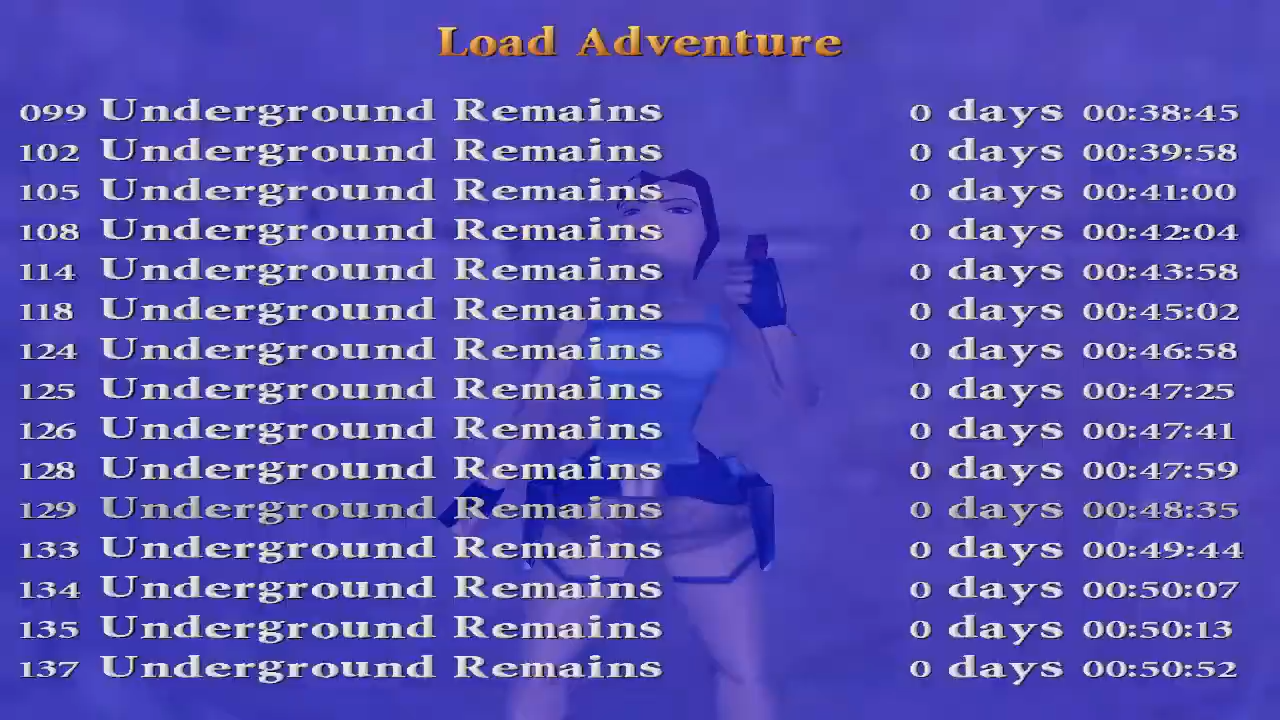 Load Adventure
099 Underground Remains 0 days 00:38:45
102 Underground Remains 0 days 00:39:58
105 Underground Remains 0 days 00:41:00
108 Underground Remains 0 days 00:42:04
114 Underground Remains 0 days 00:43:58
118 Underground Remains 0 days 00:45:02
124 Underground Remains 0 days 00:46:58
125 Underground Remains 0 days 00:47:25
126 Underground Remains 0 days 00:47:41
128 Underground Remains 0 days 00:47:59
129 Underground Remains 0 days 00:48:35
133 Underground Remains 0 days 00:49:44
134 Underground Remains 0 days 00:50:07
135 Underground Remains 0 days 00:50:13
137 Underground Remains 0 days 00:50:52